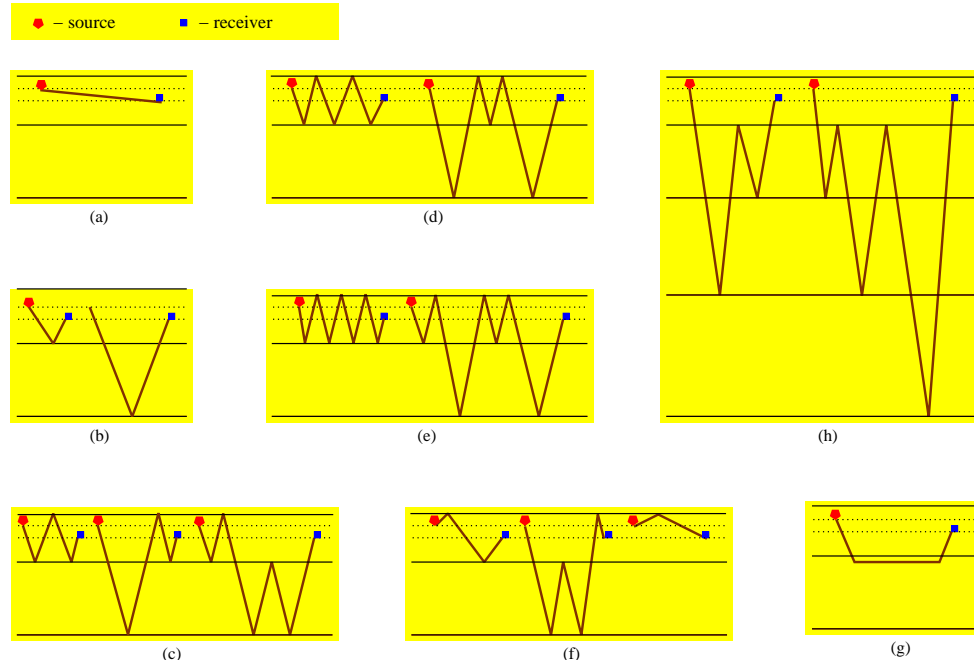 – source – receiver
(a)
(d)
(b)
(e)
(h)
(c)
(f)
(g)